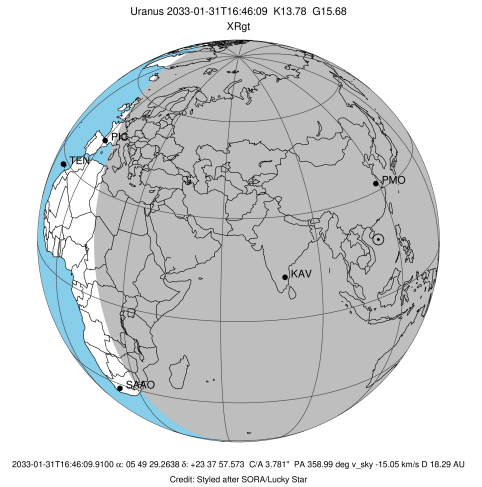 Uranus 2033-01-31T16:46:09 K13.78 G15.68
XRgt
PIC
TEN
PMO
KAV
SAAO
2033-01-31T16:46:09.9100 α: 05 49 29.2638 δ: +23 37 57.573 C/A 3.781" PA 358.99 deg v_sky -15.05 km/s D 18.29 AU
Credit: Styled after SORA/Lucky Star